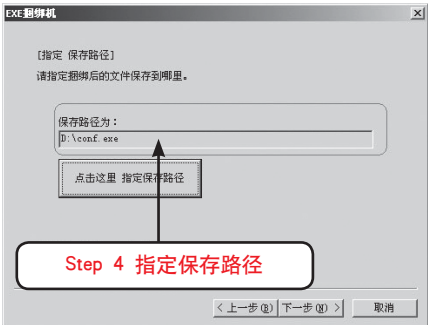 EXE捆绑机
[指定 保存路径]
请指定捆绑后的文件保存到哪里。
保存路径为：
D:\conf.exe
点击这里 指定保存路径
Step 4 指定保存路径
< 上一步(B) 下一步(N) > 取消